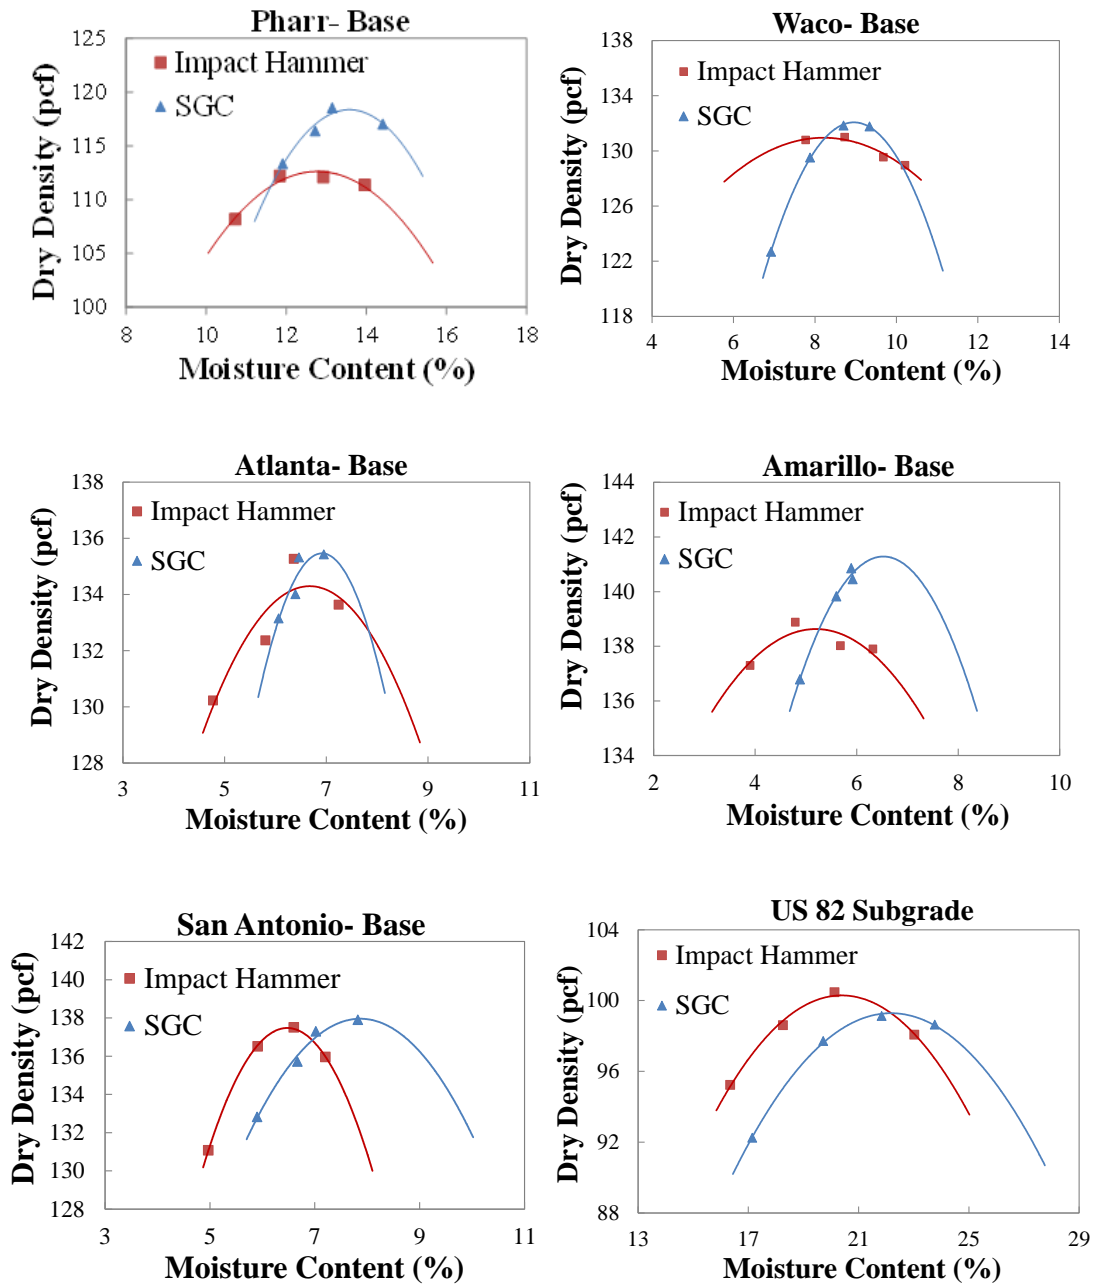 Pharr- Base
125
120
115
110
105
100
Dry Density (pcf)
Impact Hammer
SGC
8
10
12
14
16
18
Moisture Content (%)
Waco- Base
138
134
130
126
122
118
Dry Density (pcf)
Impact Hammer
SGC
4
6
8
10
12
14
Moisture Content (%)
Atlanta- Base
138
136
134
132
130
128
Dry Density (pcf)
Impact Hammer
SGC
3
5
7
9
11
Moisture Content (%)
Amarillo- Base
144
142
140
138
136
134
Dry Density (pcf)
Impact Hammer
SGC
2
4
6
8
10
Moisture Content (%)
San Antonio- Base
142
140
138
136
134
132
130
128
Dry Density (pcf)
Impact Hammer
SGC
3
5
7
9
11
Moisture Content (%)
US 82 Subgrade
104
100
96
92
88
Dry Density (pcf)
Impact Hammer
SGC
13
17
21
25
29
Moisture Content (%)